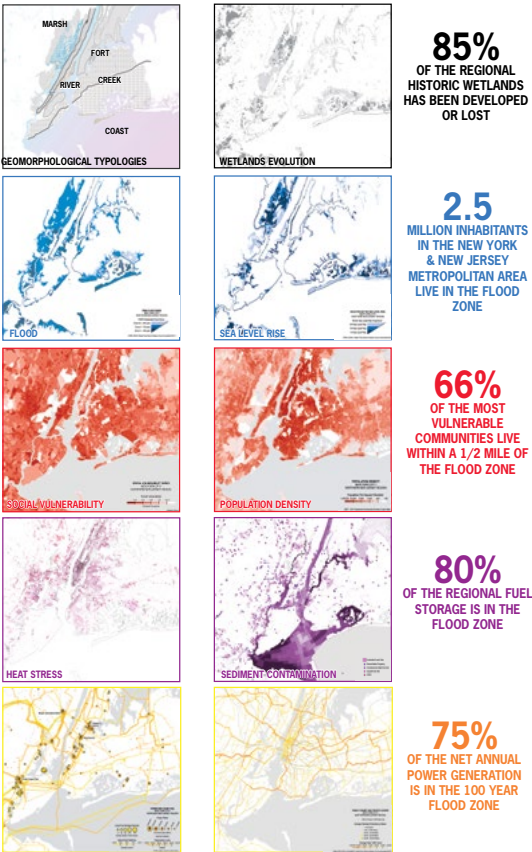 MARSH
FORT
RIVER
CREEK
COAST
GEOMORPHOLOGICAL TYPOLOGIES
WETLANDS EVOLUTION
85%
OF THE REGIONAL
HISTORIC WETLANDS
HAS BEEN DEVELOPED
OR LOST
FLOOD
SEA LEVEL RISE
2.5
MILLION INHABITANTS
IN THE NEW YORK
& NEW JERSEY
METROPOLITAN AREA
LIVE IN THE FLOOD
ZONE
SOCIAL VULNERABILITY
POPULATION DENSITY
66%
OF THE MOST
VULNERABLE
COMMUNITIES LIVE
WITHIN A 1/2 MILE OF
THE FLOOD ZONE
HEAT STRESS
SEDIMENT CONTAMINATION
80%
OF THE REGIONAL FUEL
STORAGE IS IN THE
FLOOD ZONE
75%
OF THE NET ANNUAL
POWER GENERATION
IS IN THE 100 YEAR
FLOOD ZONE